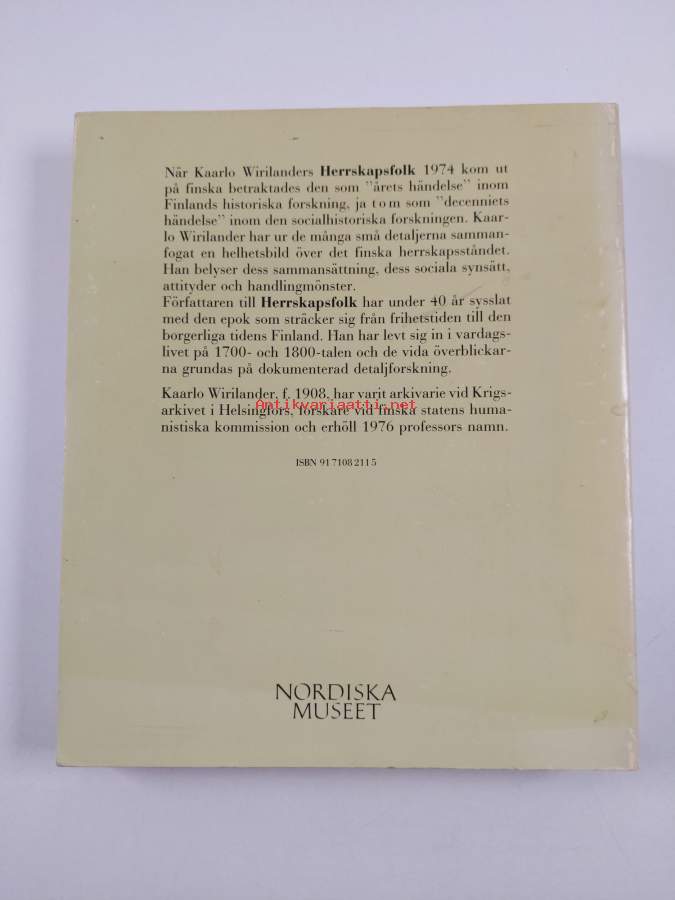 När Kaarlo Wirilanders Herrskapsfolk 1974 kom ut
på finska betraktades den som "årets händelse" inom
Finlands historiska forskning, ja t o m som "decenniets
händelse" inom den socialhistoriska forskningen. Kaar-
lo Wirilander har ur de många små detaljerna samman-
fogat en helhetsbild över det finska herrskapsståndet.
Han belyser dess sammansättning, dess sociala synsätt,
attityder och handlingmönster.
Författaren till Herrskapsfolk har under 40 år sysslat
med den epok som sträcker sig från frihetstiden till den
borgerliga tidens Finland. Han har levt sig in i vardags-
livet på 1700- och 1800-talen och de vida överblickar-
na grundas på dokumenterad detaljforskning.
Kaarlo Wirilander, f. 1908, har varit arkivarie vid Krigs-
Antikvariaatti.net
arkivet i Helsingfors, forskare vid finska statens huma-
nistiska kommission och erhöll 1976 professors namn.
ISBN 91 7108 211 5
NORDISKA
MUSEET